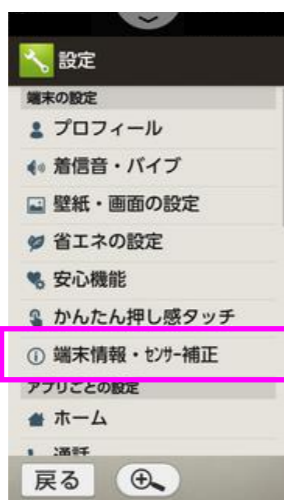 設定
端末の設定
プロフィール
着信音・バイブ
壁紙・画面の設定
省エネの設定
安心機能
かんたん押し感タッチ
端末情報・ｾﾝｻｰ補正
アプリごとの設定
ホーム
通話
戻る